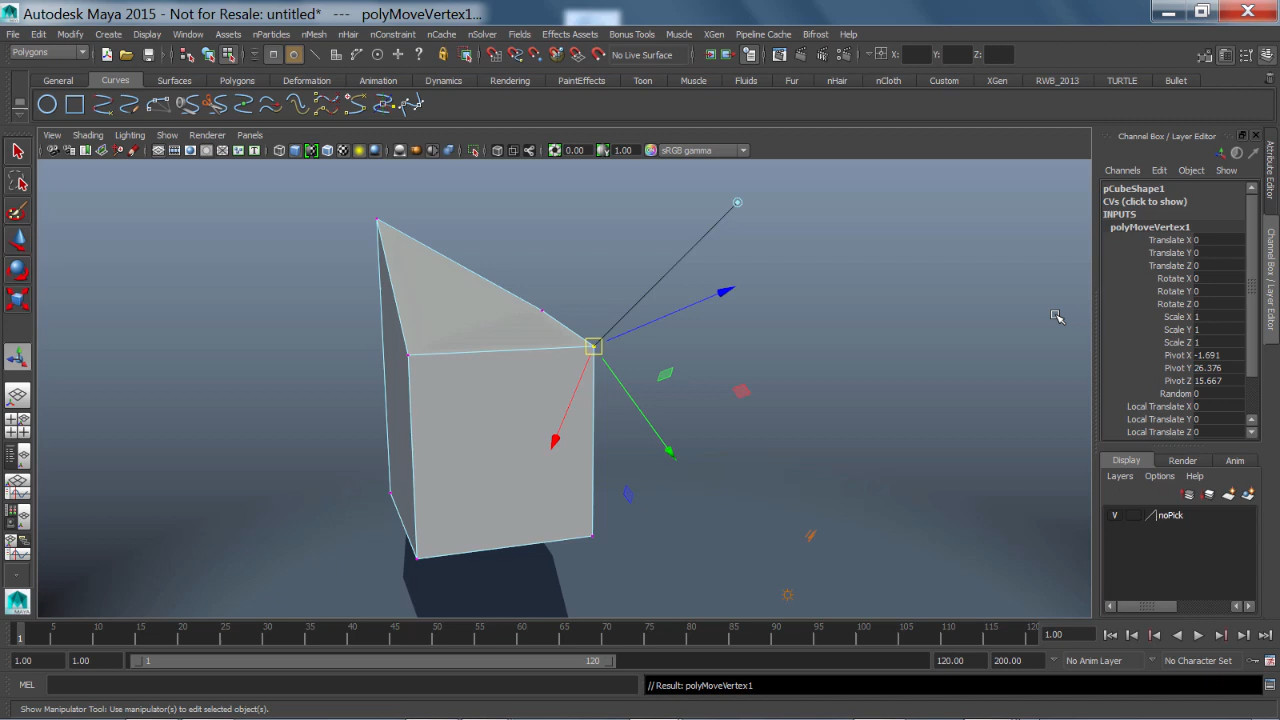 Autodesk Maya 2015 - Not for Resale: untitled* --- polyMoveVertex1...
File Edit Modify Create Display Window Assets nParticles nMesh nHair nConstraint nCache nSolver Fields Effects Assets Bonus Tools Muscle XGen Pipeline Cache Bifrost Help
Polygons No Live Surface X: Y: Z:
General Curves Surfaces Polygons Deformation Animation Dynamics Rendering PaintEffects Toon Muscle Fluids Fur nHair nCloth Custom XGen RWB_2013 TURTLE Bullet
View Shading Lighting Show Renderer Panels
0.00 1.00 sRGB gamma
Channel Box / Layer Editor
Channels Edit Object Show
pCubeShape1
CVs (click to show)
INPUTS
polyMoveVertex1
Translate X 0
Translate Y 0
Translate Z 0
Rotate X 0
Rotate Y 0
Rotate Z 0
Scale X 1
Scale Y 1
Scale Z 1
Pivot X -1.691
Pivot Y 26.376
Pivot Z 15.667
Random 0
Local Translate X 0
Local Translate Y 0
Local Translate Z 0
Attribute Editor
Channel Box / Layer Editor
Display Render Anim
Layers Options Help
V noPick
5 10 15 20 25 30 35 40 45 50 55 60 65 70 75 80 85 90 95 100 105 110 115 120
1 1.00
1.00 1.00 1 120 120.00 200.00 No Anim Layer No Character Set
MEL // Result: polyMoveVertex1
Show Manipulator Tool: Use manipulator(s) to edit selected object(s).
MAYA